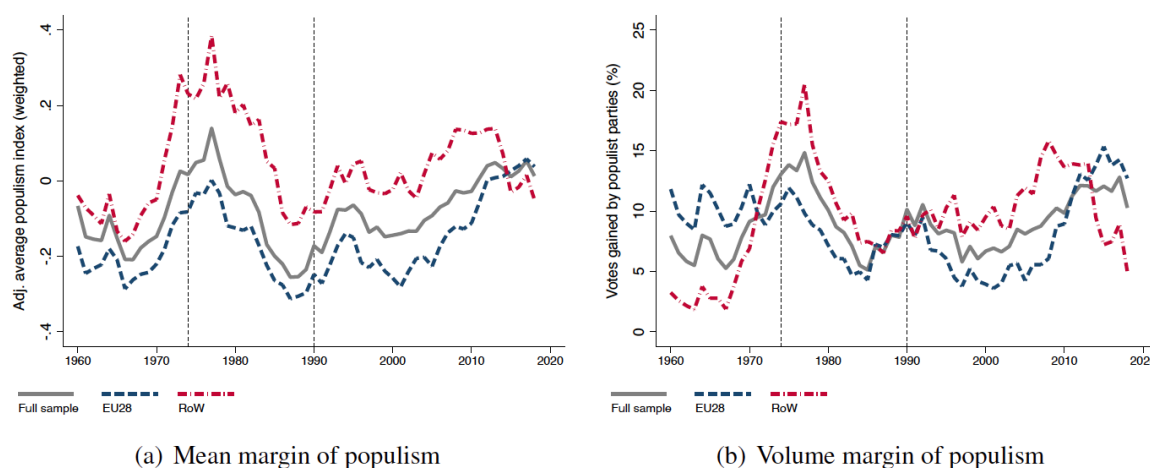 Adj. average populism index (weighted)
.4
.2
0
-.2
-.4
1960 1970 1980 1990 2000 2010 2020
Full sample EU28 RoW
(a) Mean margin of populism
Votes gained by populist parties (%)
25
20
15
10
5
0
1960 1970 1980 1990 2000 2010 2020
Full sample EU28 RoW
(b) Volume margin of populism